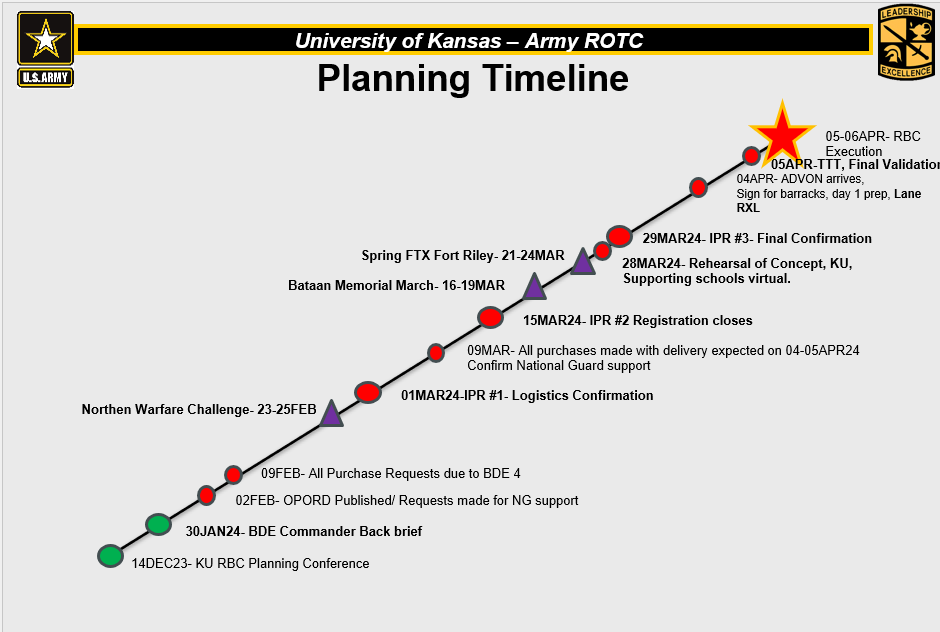 University of Kansas – Army ROTC
LEADERSHIP
EXCELLENCE
U.S.ARMY
Planning Timeline
05-06APR- RBC
Execution
05APR-TTT, Final Validation
04APR- ADVON arrives,
Sign for barracks, day 1 prep, Lane
RXL
29MAR24- IPR #3- Final Confirmation
Spring FTX Fort Riley- 21-24MAR
28MAR24- Rehearsal of Concept, KU,
Supporting schools virtual.
Bataan Memorial March- 16-19MAR
15MAR24- IPR #2 Registration closes
09MAR- All purchases made with delivery expected on 04-05APR24
Confirm National Guard support
01MAR24-IPR #1- Logistics Confirmation
Northen Warfare Challenge- 23-25FEB
09FEB- All Purchase Requests due to BDE 4
02FEB- OPORD Published/ Requests made for NG support
30JAN24- BDE Commander Back brief
14DEC23- KU RBC Planning Conference